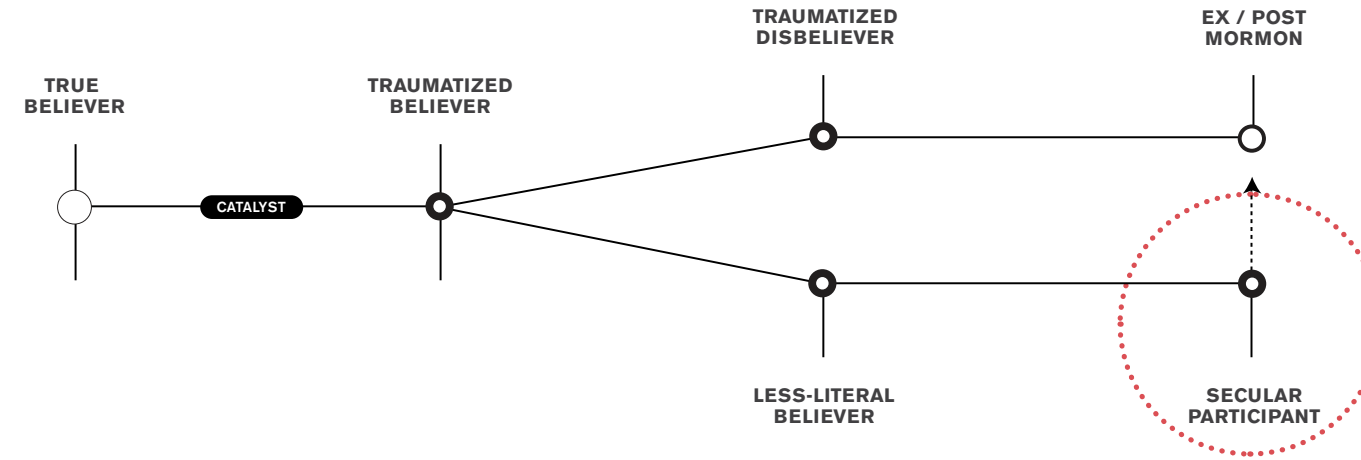 TRUE
BELIEVER
CATALYST
TRAUMATIZED
BELIEVER
TRAUMATIZED
DISBELIEVER
EX / POST
MORMON
LESS-LITERAL
BELIEVER
SECULAR
PARTICIPANT